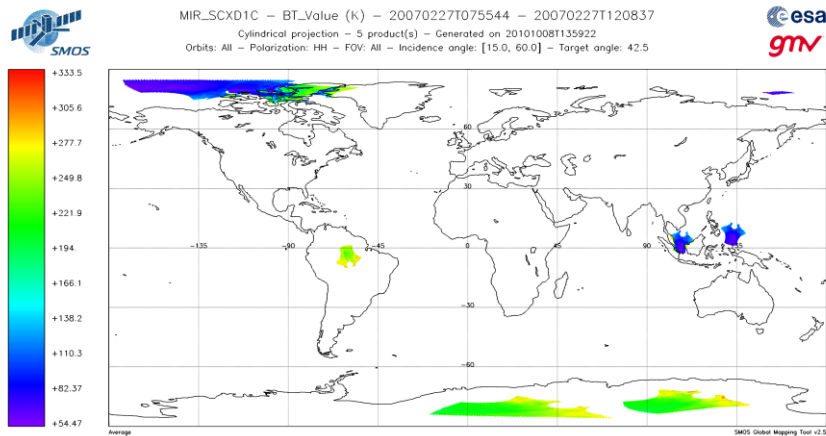 MIR_SCXD1C - BT_Value (K) - 20070227T075544 - 20070227T120837
Cylindrical projection - 5 product(s) - Generated on 20101008T135922
Orbits: All - Polarization: HH - FOV: All - Incidence angle: [15.0, 60.0] - Target angle: 42.5
SMOS
esa
gmv
+333.5
+305.6
+277.7
+249.8
+221.9
+194
+166.1
+138.2
+110.3
+82.37
+54.47
60
30
-135
-90
-45
0
45
90
-30
-60
Average
SMOS Global Mapping Tool v2.5